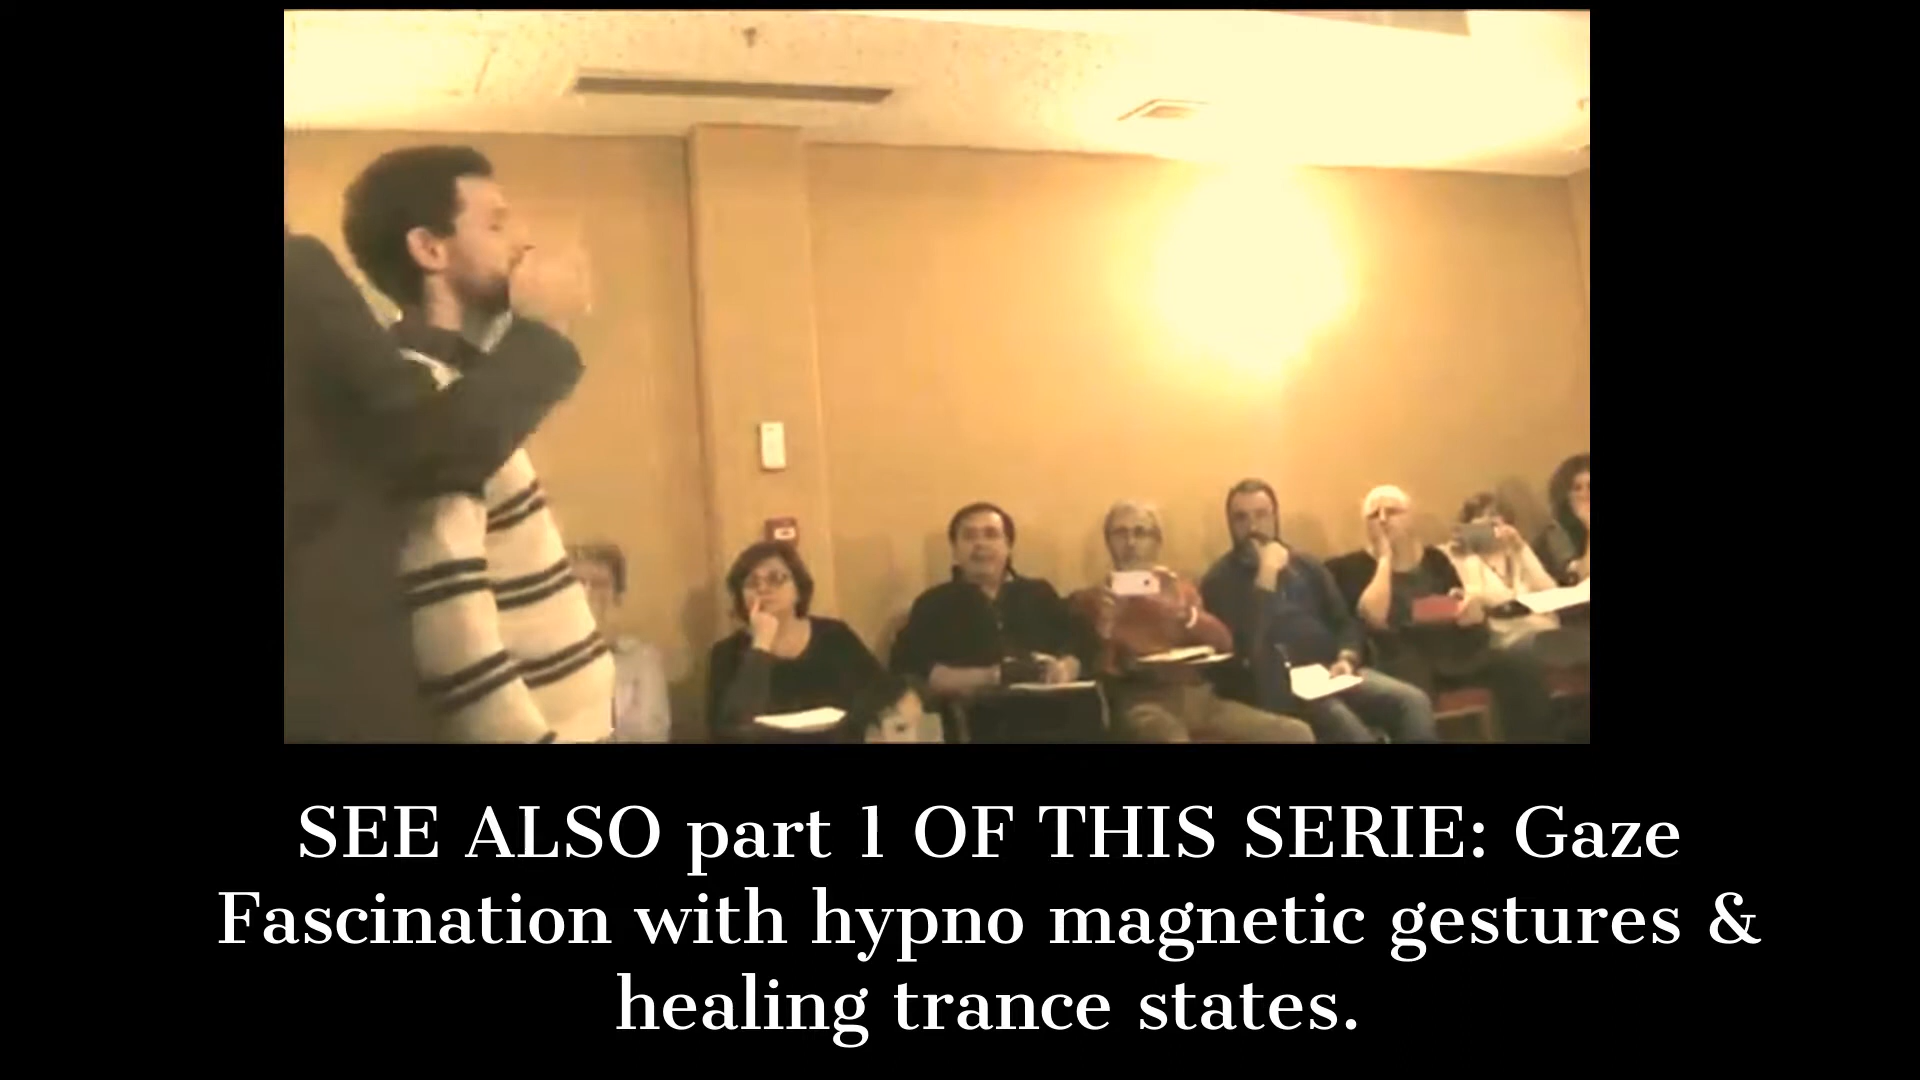 SEE ALSO part 1 OF THIS SERIE: Gaze
Fascination with hypno magnetic gestures &
healing trance states.